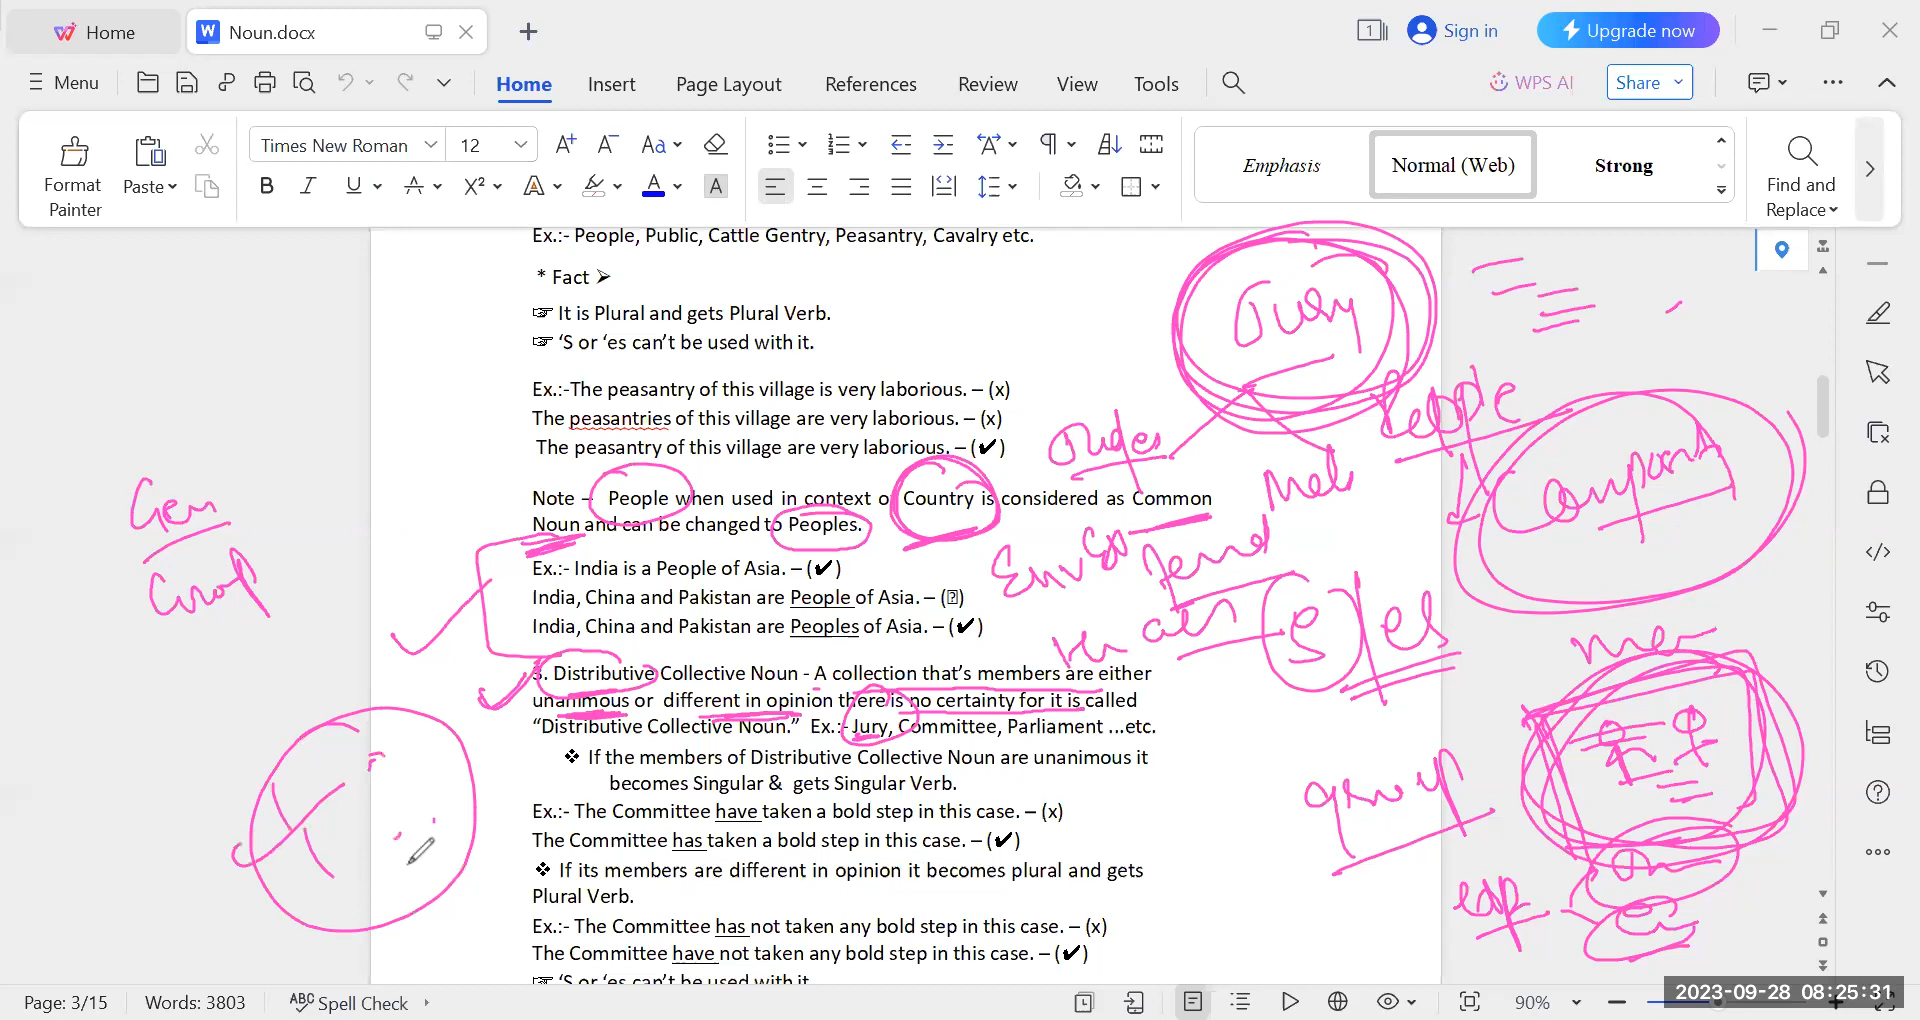 Home
Noun.docx
1
Sign in
Upgrade now
Menu
Home
Insert
Page Layout
References
Review
View
Tools
WPS AI
Share
Format Painter
Paste
Times New Roman
12
Emphasis
Normal (Web)
Strong
Find and Replace
Ex.:- People, Public, Cattle Gentry, Peasantry, Cavalry etc.
* Fact ➢
☞ It is Plural and gets Plural Verb.
☞ ‘S or ‘es can’t be used with it.
Ex.:-The peasantry of this village is very laborious. – (x)
The peasantries of this village are very laborious. – (x)
The peasantry of this village are very laborious. – (✔)
Note – People when used in context of Country is considered as Common
Noun and can be changed to Peoples.
Ex.:- India is a People of Asia. – (✔)
India, China and Pakistan are People of Asia. – (⍰)
India, China and Pakistan are Peoples of Asia. – (✔)
3. Distributive Collective Noun - A collection that’s members are either
unanimous or different in opinion there is no certainty for it is called
“Distributive Collective Noun.” Ex.:- Jury, Committee, Parliament ...etc.
❖ If the members of Distributive Collective Noun are unanimous it
becomes Singular & gets Singular Verb.
Ex.:- The Committee have taken a bold step in this case. – (x)
The Committee has taken a bold step in this case. – (✔)
❖ If its members are different in opinion it becomes plural and gets
Plural Verb.
Ex.:- The Committee has not taken any bold step in this case. – (x)
The Committee have not taken any bold step in this case. – (✔)
☞ ‘S or ‘es can’t be used with it
Jury
People
group
s/es
Page: 3/15
Words: 3803
Spell Check
90%
2023-09-28 08:25:31